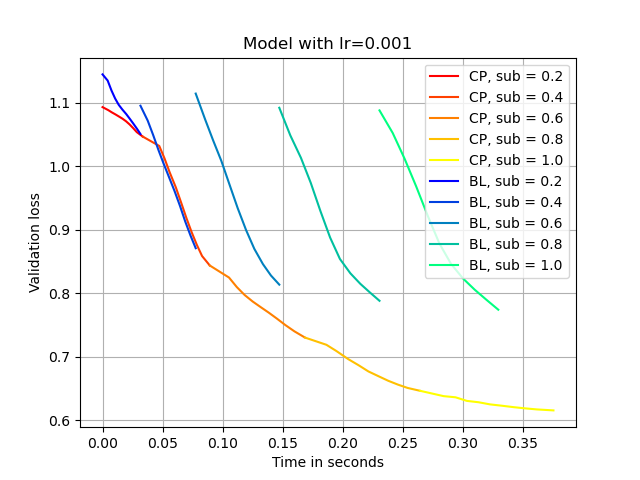 Model with lr=0.001
CP, sub = 0.2
CP, sub = 0.4
CP, sub = 0.6
CP, sub = 0.8
CP, sub = 1.0
BL, sub = 0.2
BL, sub = 0.4
BL, sub = 0.6
BL, sub = 0.8
BL, sub = 1.0
Validation loss
1.1
1.0
0.9
0.8
0.7
0.6
0.00 0.05 0.10 0.15 0.20 0.25 0.30 0.35
Time in seconds